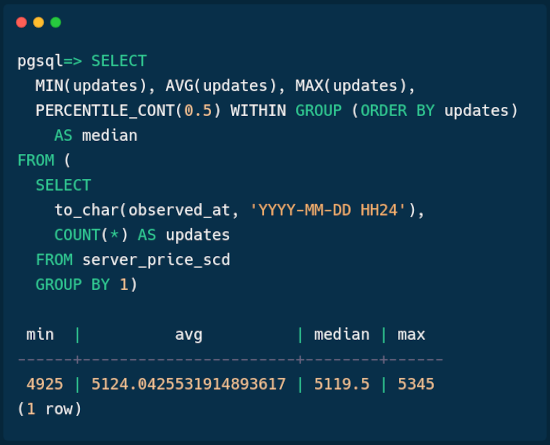 pgsql=> SELECT
  MIN(updates), AVG(updates), MAX(updates),
  PERCENTILE_CONT(0.5) WITHIN GROUP (ORDER BY updates)
    AS median
FROM (
  SELECT
    to_char(observed_at, 'YYYY-MM-DD HH24'),
    COUNT(*) AS updates
  FROM server_price_scd
  GROUP BY 1)

 min  |          avg          | median | max
------+-----------------------+--------+------
 4925 | 5124.0425531914893617 | 5119.5 | 5345
(1 row)